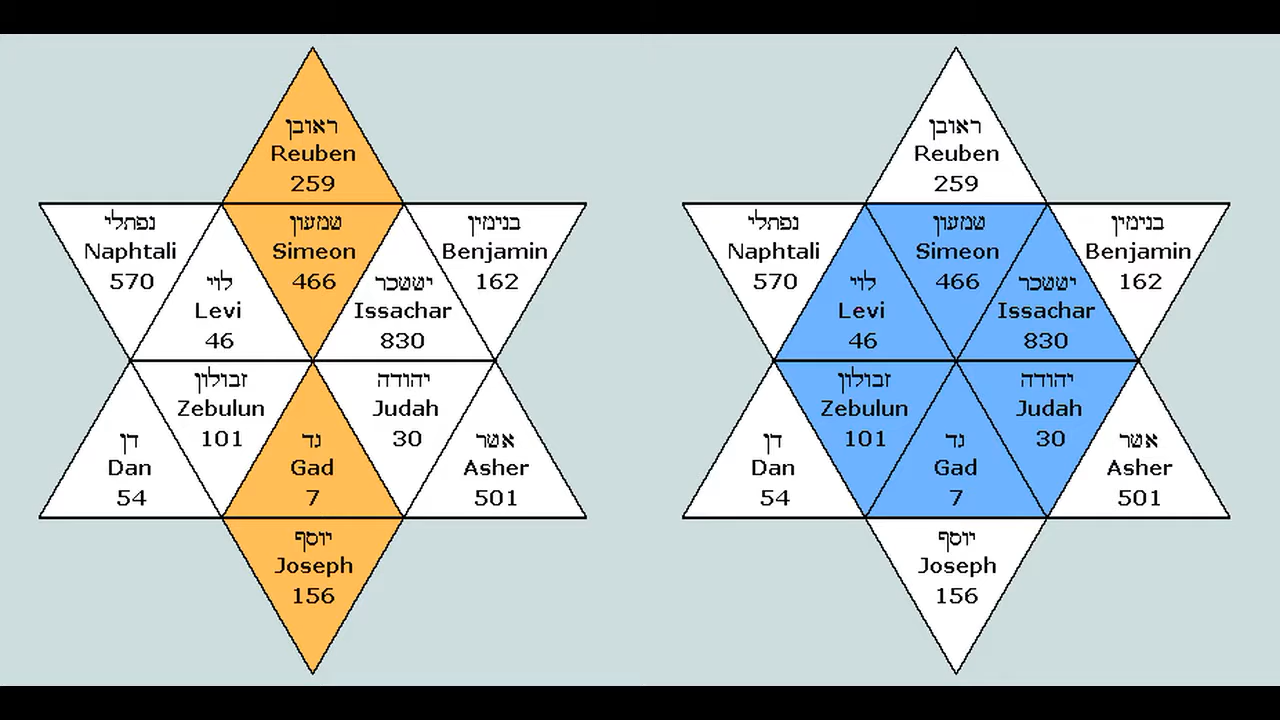 ראובן
Reuben
259
נפתלי
Naphtali
570
שמעון
Simeon
466
בנימין
Benjamin
162
לוי
Levi
46
יששכר
Issachar
830
זבולון
Zebulun
101
יהודה
Judah
30
דן
Dan
54
גד
Gad
7
אשר
Asher
501
יוסף
Joseph
156
ראובן
Reuben
259
נפתלי
Naphtali
570
שמעון
Simeon
466
בנימין
Benjamin
162
לוי
Levi
46
יששכר
Issachar
830
זבולון
Zebulun
101
יהודה
Judah
30
דן
Dan
54
גד
Gad
7
אשר
Asher
501
יוסף
Joseph
156